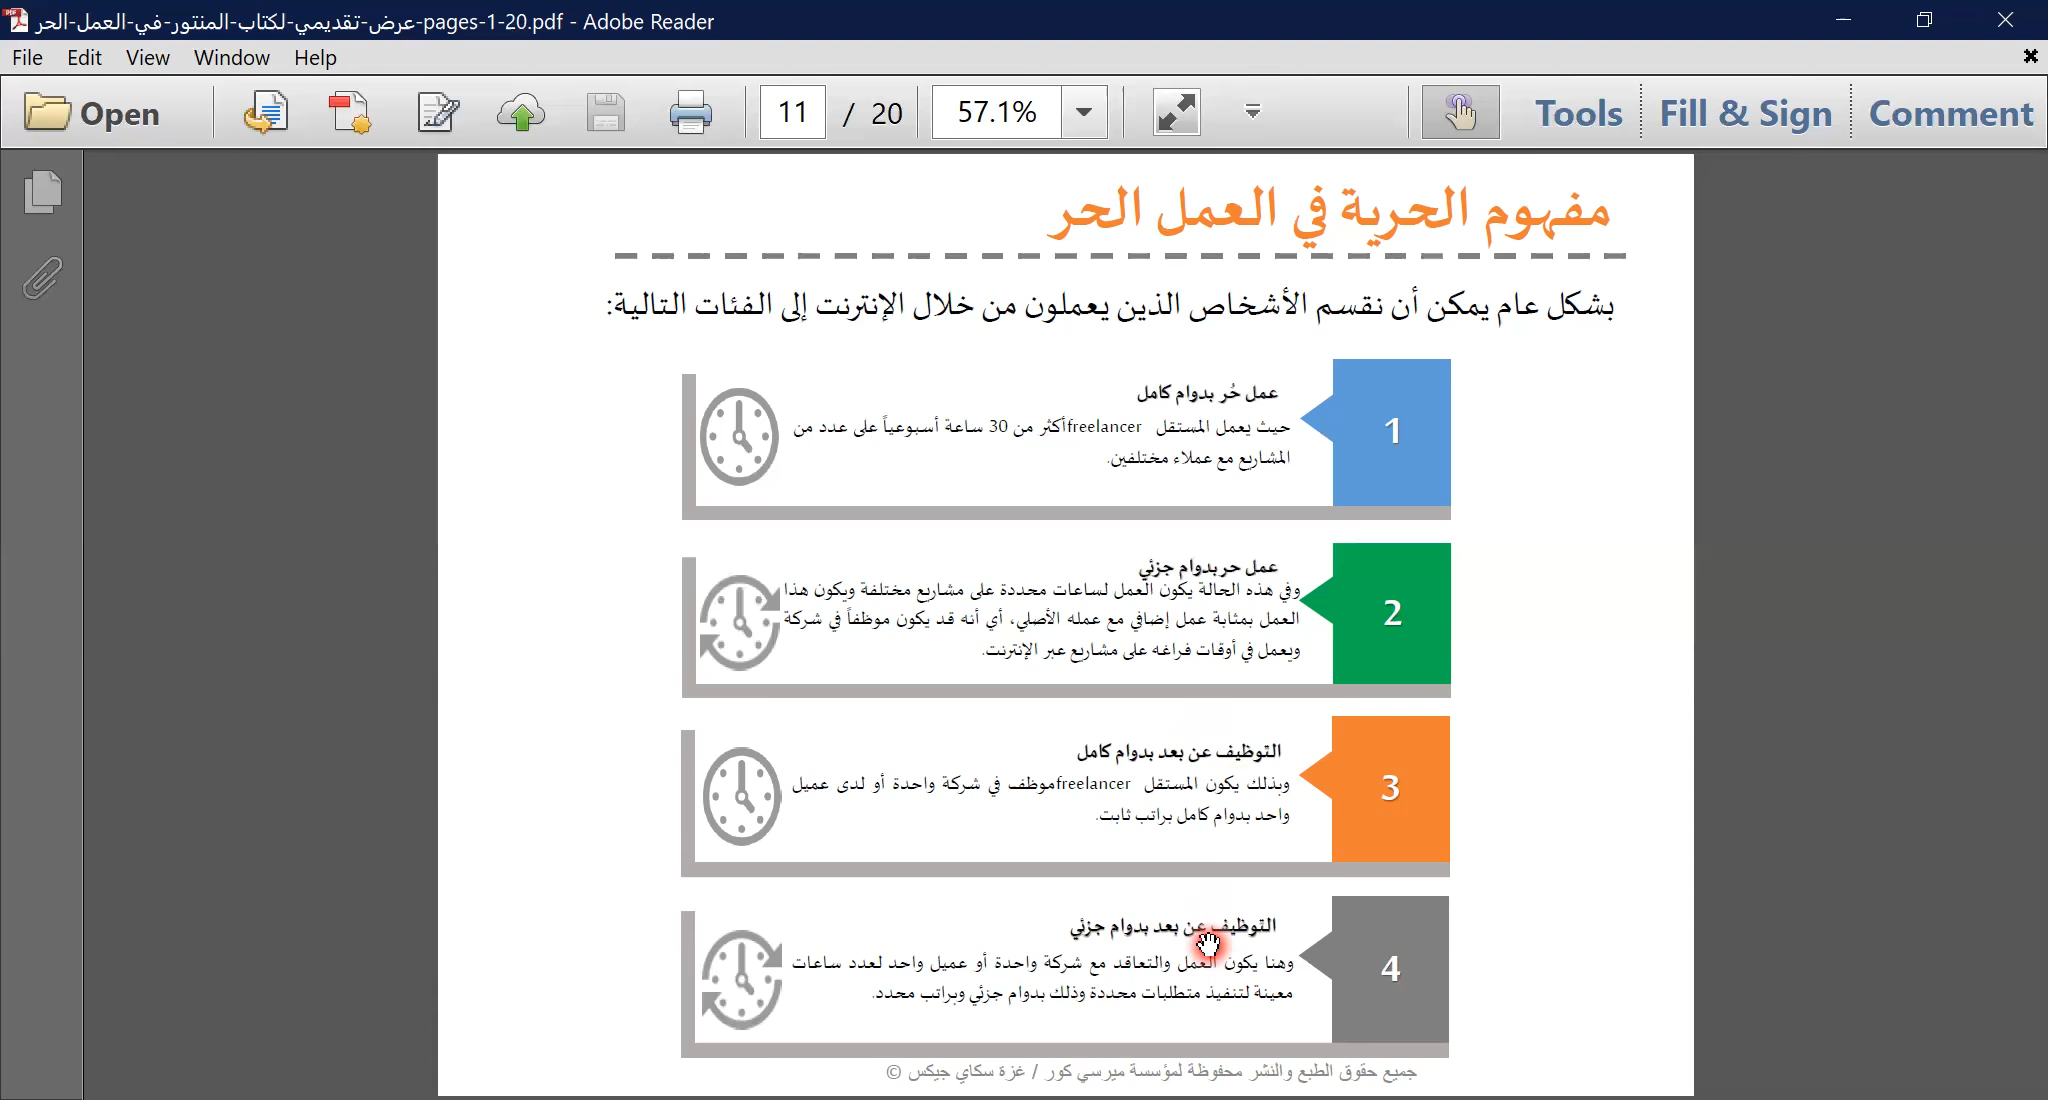 عرض-تقديمي-لكتاب-المنتور-في-العمل-الحر-pages-1-20.pdf - Adobe Reader
File Edit View Window Help
Open 11 / 20 57.1% Tools Fill & Sign Comment
مفهوم الحرية في العمل الحر
بشكل عام يمكن أن نقسم الأشخاص الذين يعملون من خلال الإنترنت إلى الفئات التالية:
1
عمل حُر بدوام كامل
حيث يعمل المستقل freelancerأكثر من 30 ساعة أسبوعياً على عدد من
المشاريع مع عملاء مختلفين.
2
عمل حر بدوام جزئي
وفي هذه الحالة يكون العمل لساعات محددة على مشاريع مختلفة ويكون هذا
العمل بمثابة عمل إضافي مع عمله الأصلي، أي أنه قد يكون موظفاً في شركة
ويعمل في أوقات فراغه على مشاريع عبر الإنترنت.
3
التوظيف عن بعد بدوام كامل
وبذلك يكون المستقل freelancerموظف في شركة واحدة أو لدى عميل
واحد بدوام كامل براتب ثابت.
4
التوظيف عن بعد بدوام جزئي
وهنا يكون العمل والتعاقد مع شركة واحدة أو عميل واحد لعدد ساعات
معينة لتنفيذ متطلبات محددة وذلك بدوام جزئي وبراتب محدد.
جميع حقوق الطبع والنشر محفوظة لمؤسسة ميرسي كور / غزة سكاي جيكس ©